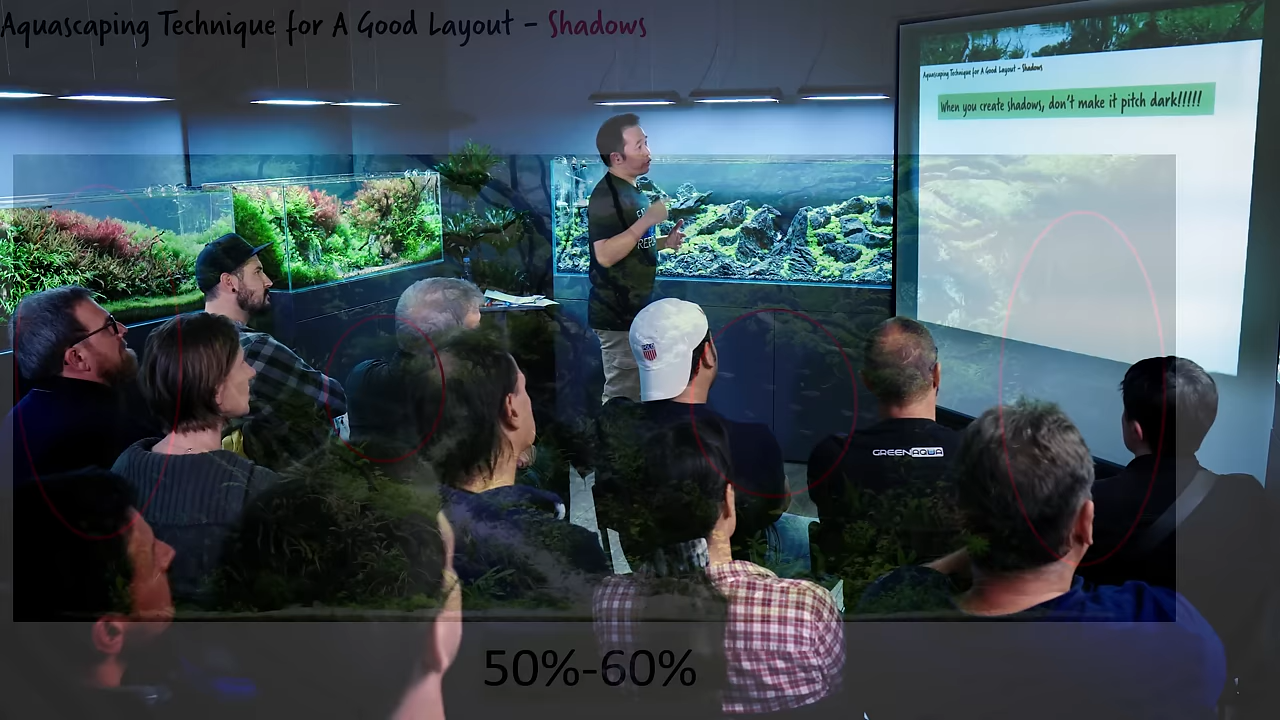 Aquascaping Technique for A Good Layout - Shadows
Aquascaping Technique for A Good Layout - Shadows
When you create shadows, don't make it pitch dark!!!!!
GREENAQUA
50%-60%